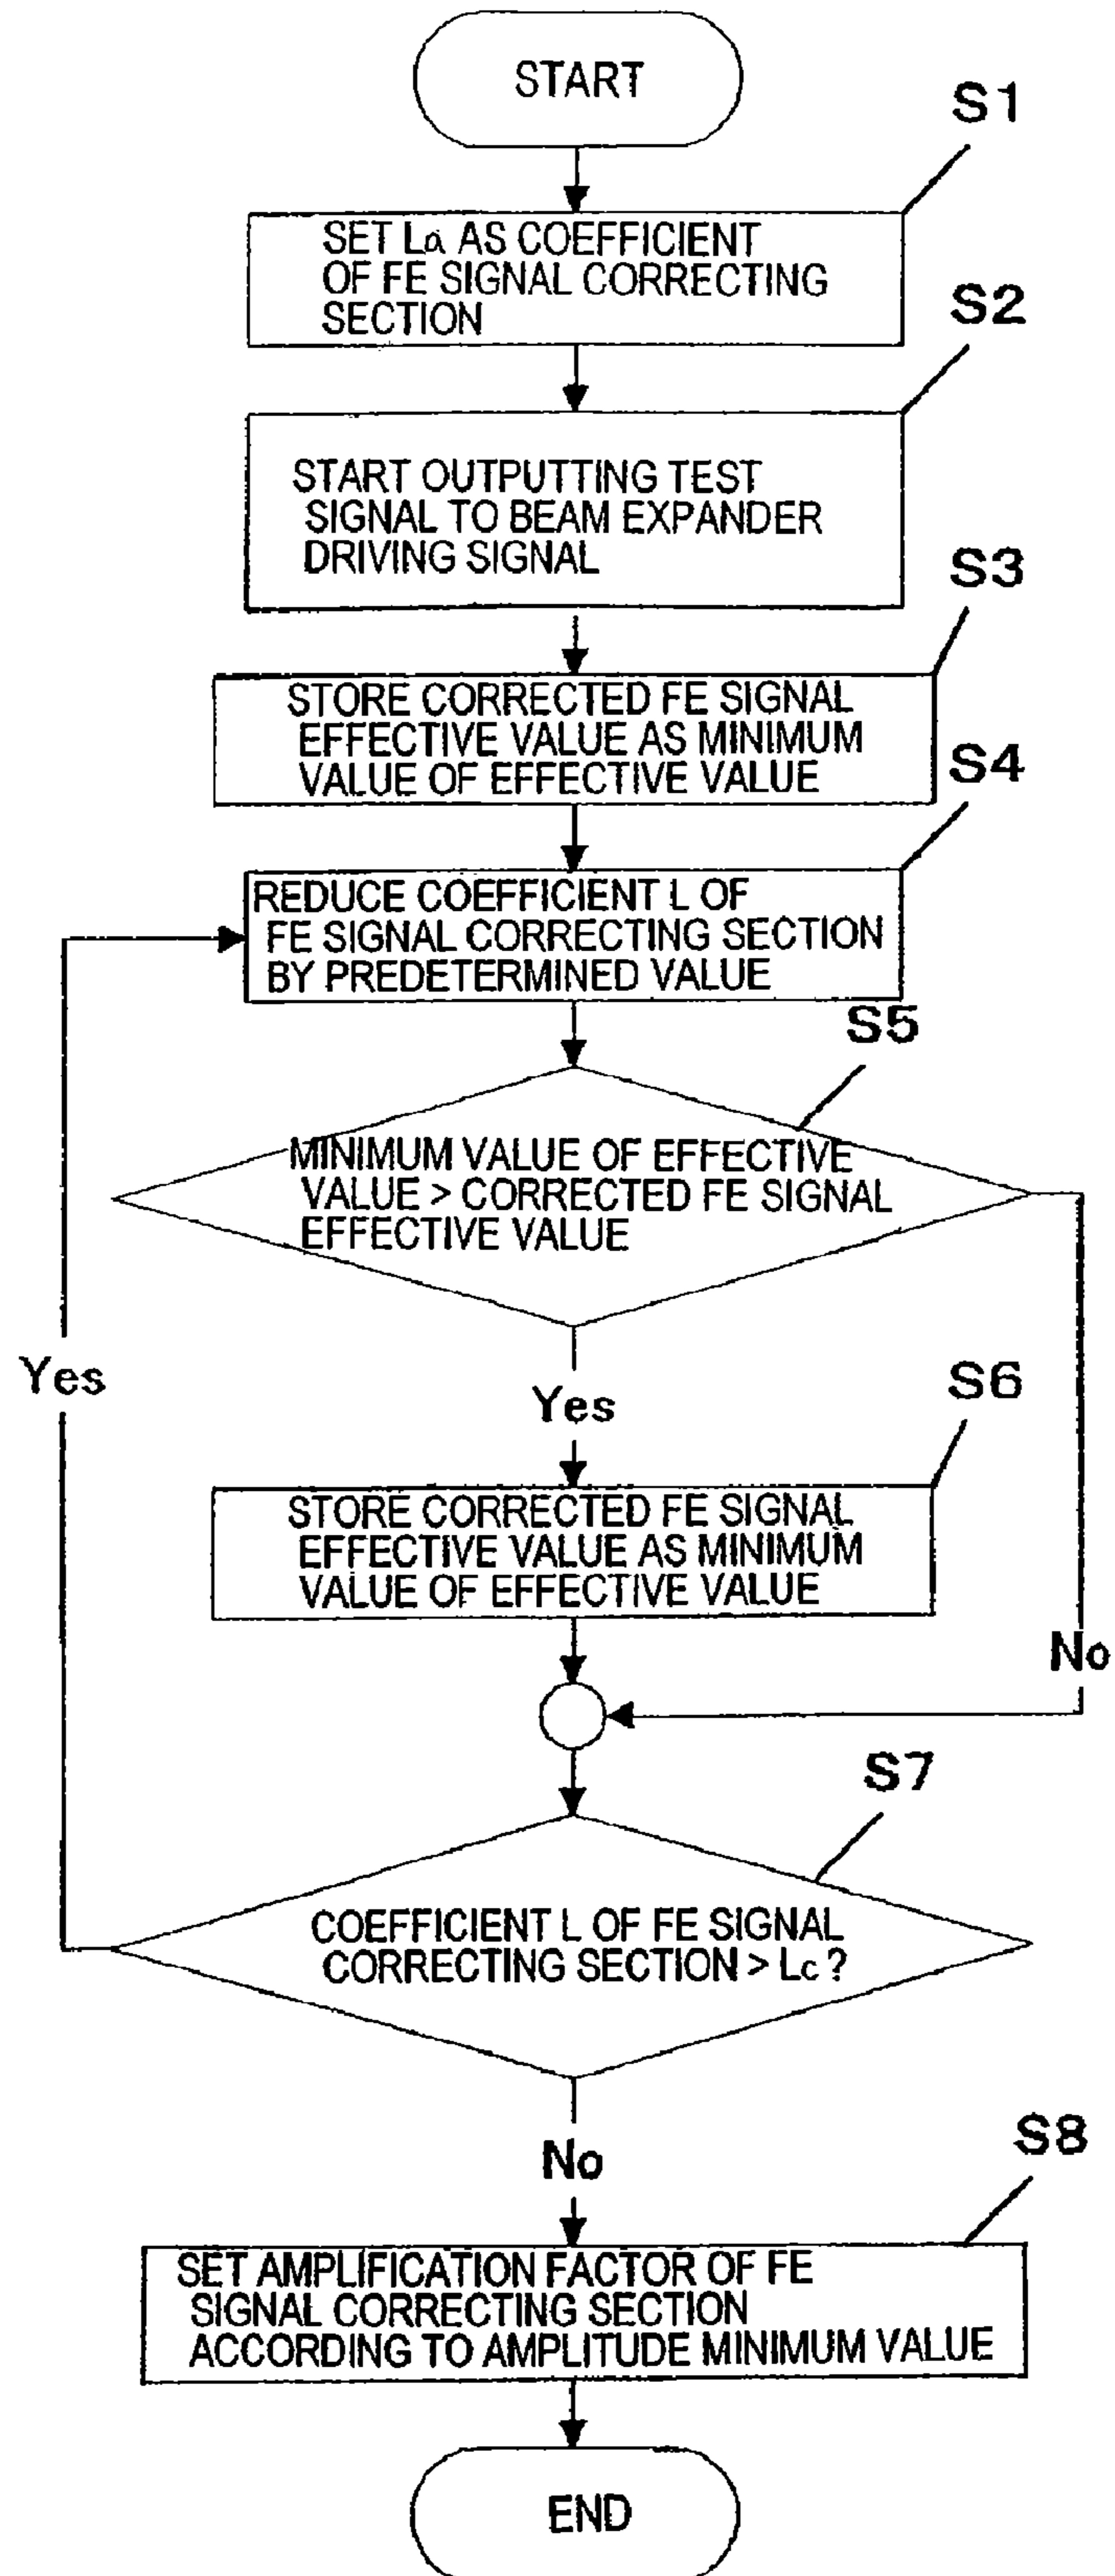 START
S1
SET La AS COEFFICIENT
OF FE SIGNAL CORRECTING
SECTION
S2
START OUTPUTTING TEST
SIGNAL TO BEAM EXPANDER
DRIVING SIGNAL
S3
STORE CORRECTED FE SIGNAL
EFFECTIVE VALUE AS MINIMUM
VALUE OF EFFECTIVE VALUE
S4
REDUCE COEFFICIENT L OF
FE SIGNAL CORRECTING SECTION
BY PREDETERMINED VALUE
S5
MINIMUM VALUE OF EFFECTIVE
VALUE > CORRECTED FE SIGNAL
EFFECTIVE VALUE
Yes
Yes
S6
STORE CORRECTED FE SIGNAL
EFFECTIVE VALUE AS MINIMUM
VALUE OF EFFECTIVE VALUE
No
S7
COEFFICIENT L OF FE SIGNAL
CORRECTING SECTION > Lc ?
No
S8
SET AMPLIFICATION FACTOR OF FE
SIGNAL CORRECTING SECTION
ACCORDING TO AMPLITUDE MINIMUM VALUE
END